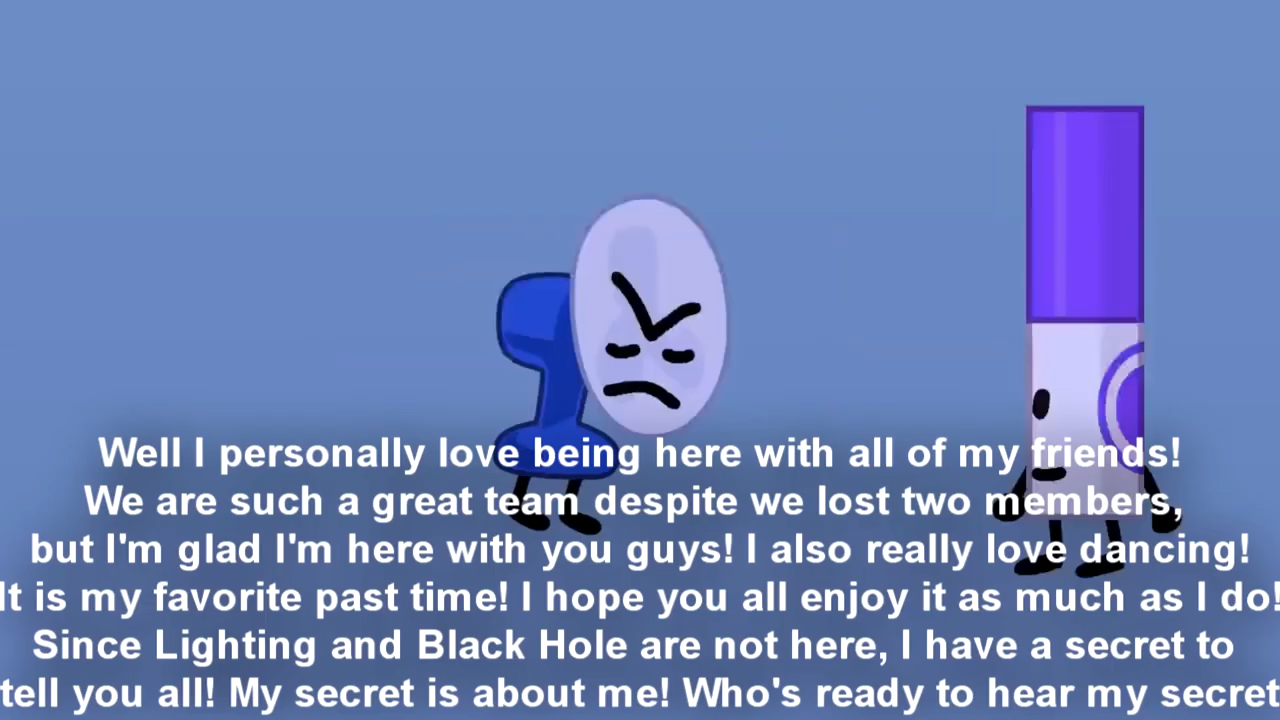 Well I personally love being here with all of my friends!
We are such a great team despite we lost two members,
but I'm glad I'm here with you guys! I also really love dancing!
It is my favorite past time! I hope you all enjoy it as much as I do!
Since Lighting and Black Hole are not here, I have a secret to
tell you all! My secret is about me! Who's ready to hear my secret